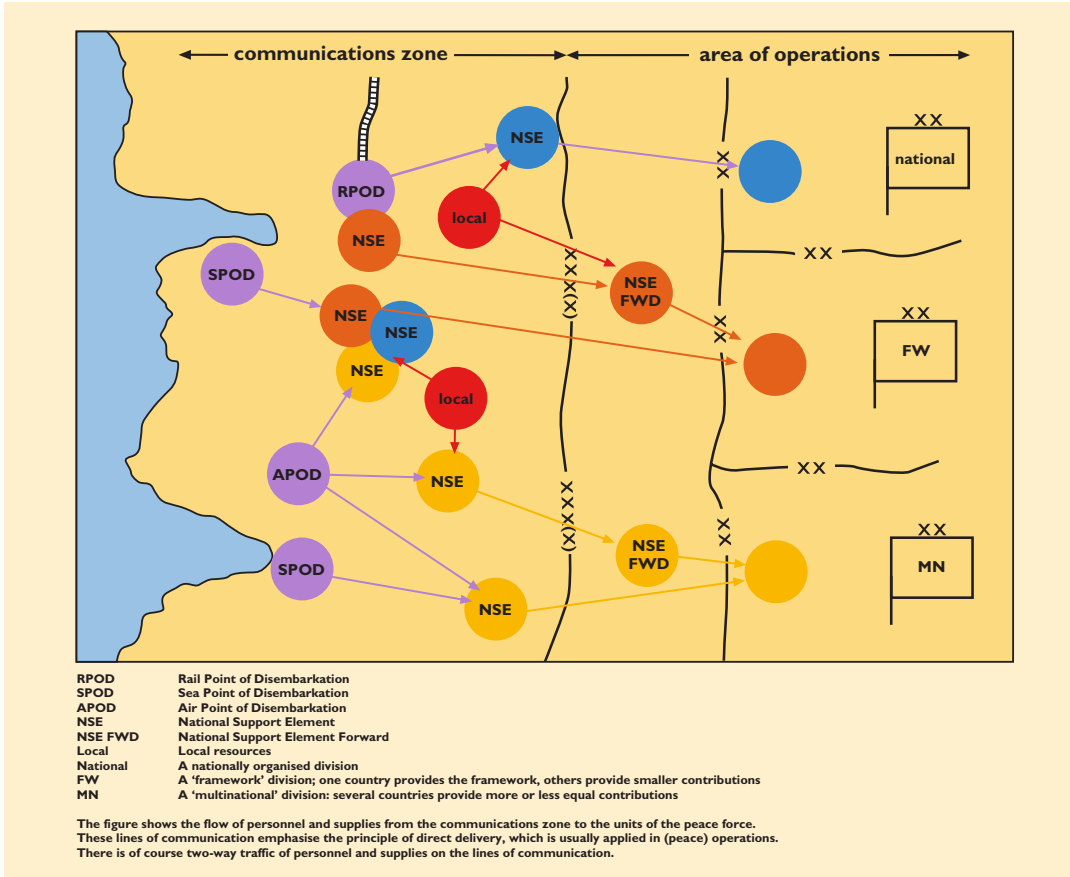 communications zone
area of operations
XX
national
NSE
XX
RPOD
local
NSE
XX
SPOD
XXX(X)
NSE
FWD
XX
FW
NSE
NSE
XX
NSE
local
APOD
NSE
XX
XXX(X)
XX
XX
MN
NSE
FWD
SPOD
NSE
RPOD Rail Point of Disembarkation
SPOD Sea Point of Disembarkation
APOD Air Point of Disembarkation
NSE National Support Element
NSE FWD National Support Element Forward
Local Local resources
National A nationally organised division
FW A ‘framework’ division; one country provides the framework, others provide smaller contributions
MN A ‘multinational’ division: several countries provide more or less equal contributions
The figure shows the flow of personnel and supplies from the communications zone to the units of the peace force.
These lines of communication emphasise the principle of direct delivery, which is usually applied in (peace) operations.
There is of course two-way traffic of personnel and supplies on the lines of communication.